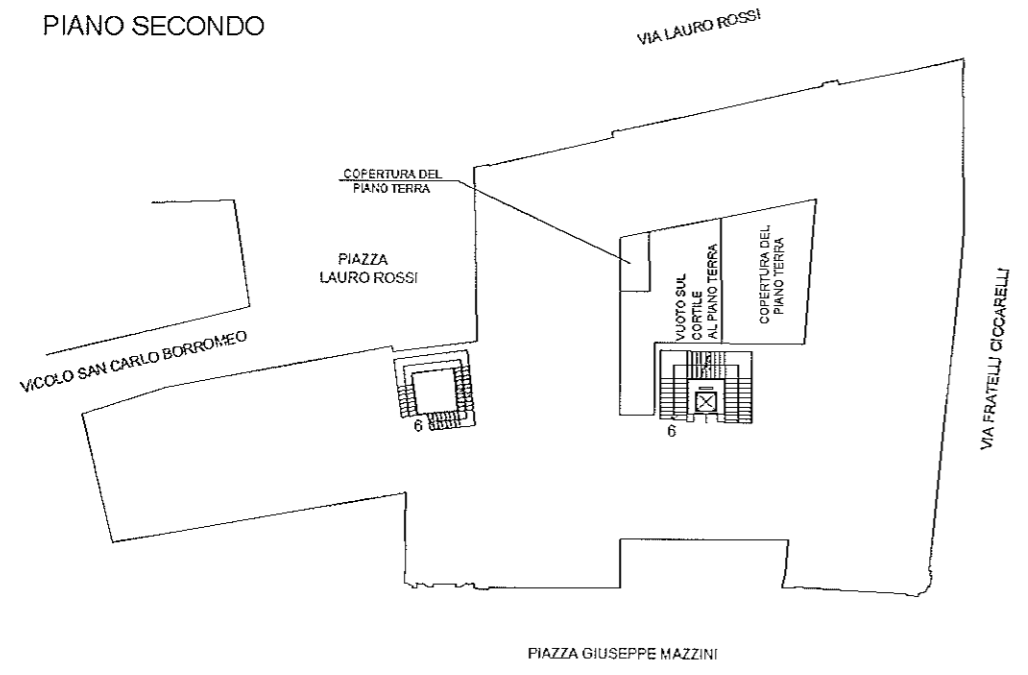 PIANO SECONDO
VIA LAURO ROSSI
COPERTURA DEL
PIANO TERRA
PIAZZA
LAURO ROSSI
VUOTO SUL
CORTILE
AL PIANO TERRA
COPERTURA DEL
PIANO TERRA
VIA FRATELLI CICCARELLI
VICOLO SAN CARLO BORROMEO
6
6
PIAZZA GIUSEPPE MAZZINI